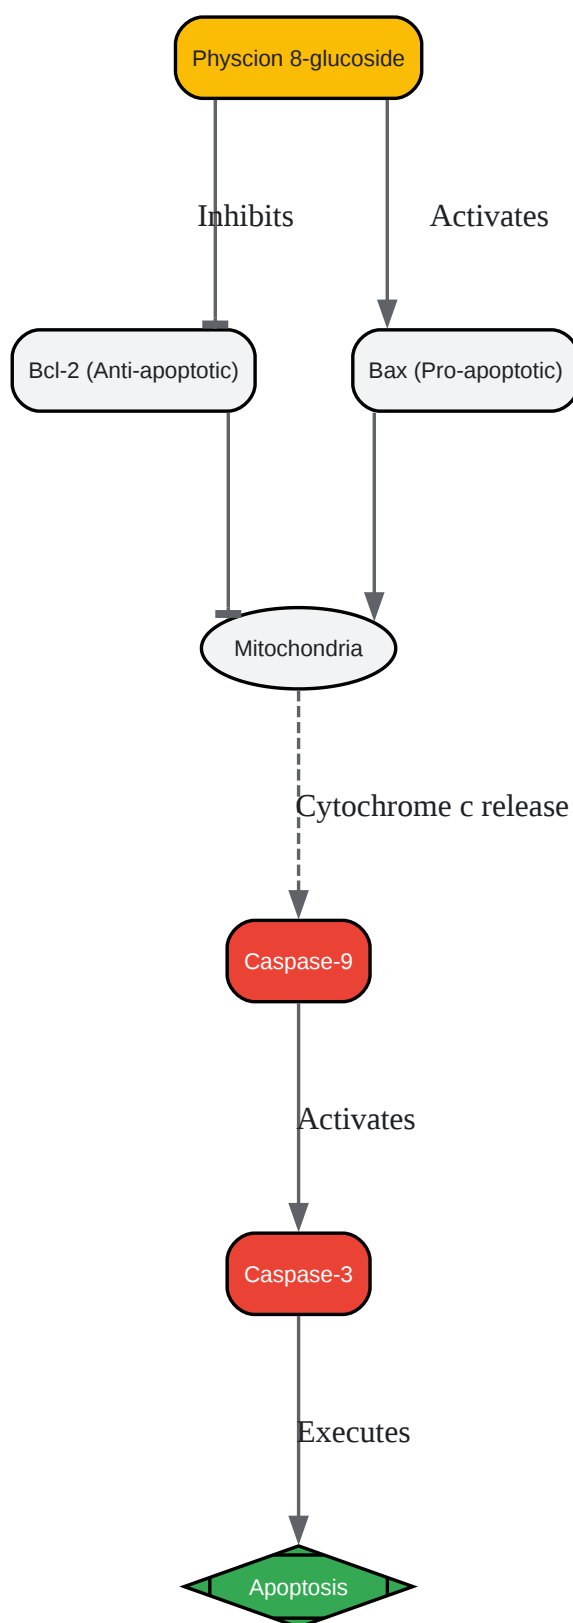 Physcion 8-glucoside
Inhibits
Activates
Bcl-2 (Anti-apoptotic)
Bax (Pro-apoptotic)
Mitochondria
Cytochrome c release
Caspase-9
Activates
Caspase-3
Executes
Apoptosis